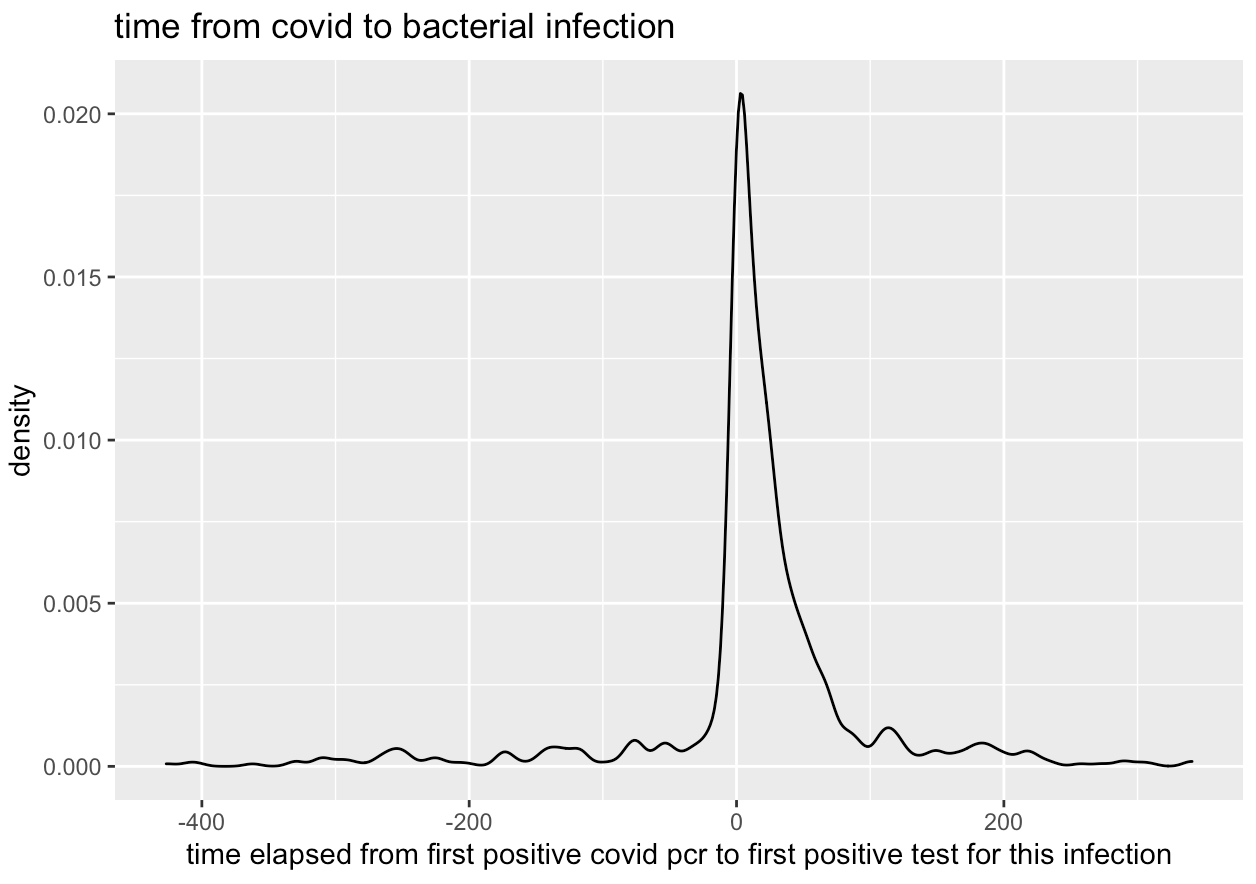 time from covid to bacterial infection
0.020
0.015
0.010
0.005
0.000
density
-400 -200 0 200
time elapsed from first positive covid pcr to first positive test for this infection